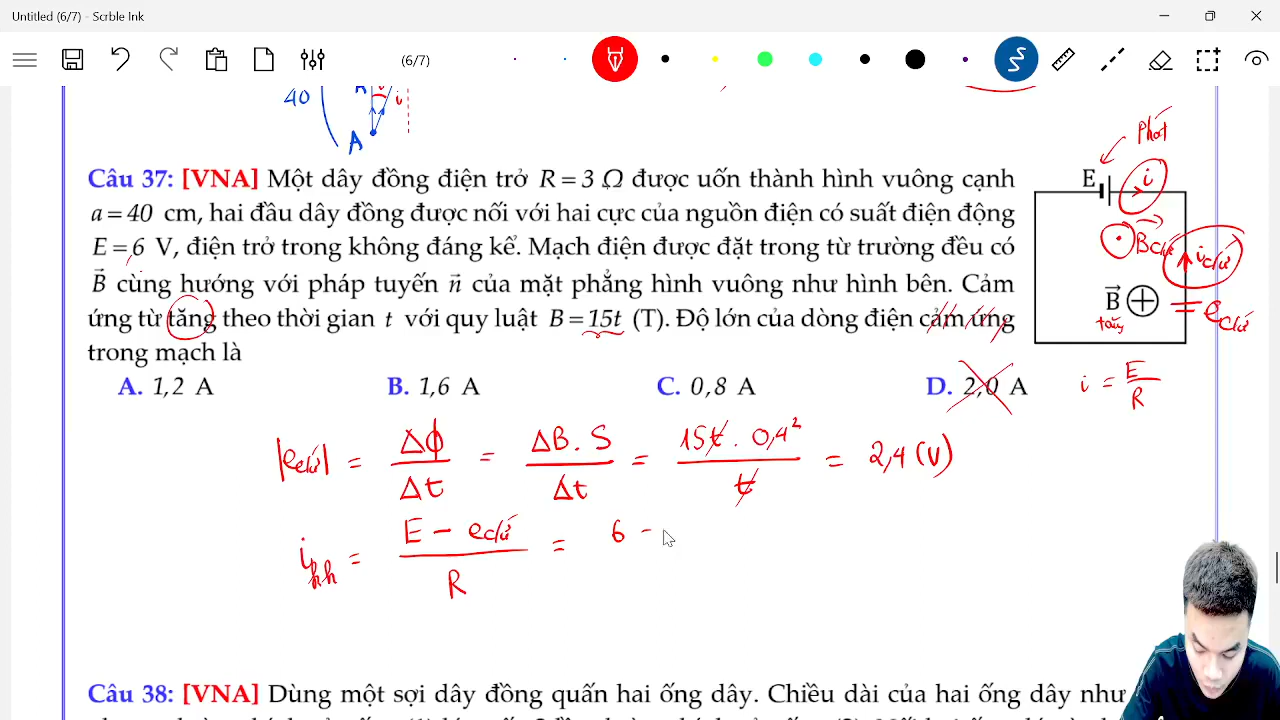 Untitled (6/7) - Scrble Ink
(6/7)
40
A
i
Câu 37: [VNA] Một dây đồng điện trở R = 3 Ω được uốn thành hình vuông cạnh
a = 40 cm, hai đầu dây đồng được nối với hai cực của nguồn điện có suất điện động
E = 6 V, điện trở trong không đáng kể. Mạch điện được đặt trong từ trường đều có
B⃗ cùng hướng với pháp tuyến n⃗ của mặt phẳng hình vuông như hình bên. Cảm
ứng từ tăng theo thời gian t với quy luật B = 15t (T). Độ lớn của dòng điện cảm ứng
trong mạch là
A. 1,2 A B. 1,6 A C. 0,8 A D. 2,0 A
phát
E
i
B⃗cứ
icứ
B⃗
tăng
= ecứ
i = E/R
|ecứ| = ΔΦ/Δt = ΔB.S/Δt = 15t . 0,4²/t = 2,4 (V)
ihh = E - ecứ/R = 6 -
Câu 38: [VNA] Dùng một sợi dây đồng quấn hai ống dây. Chiều dài của hai ống dây như